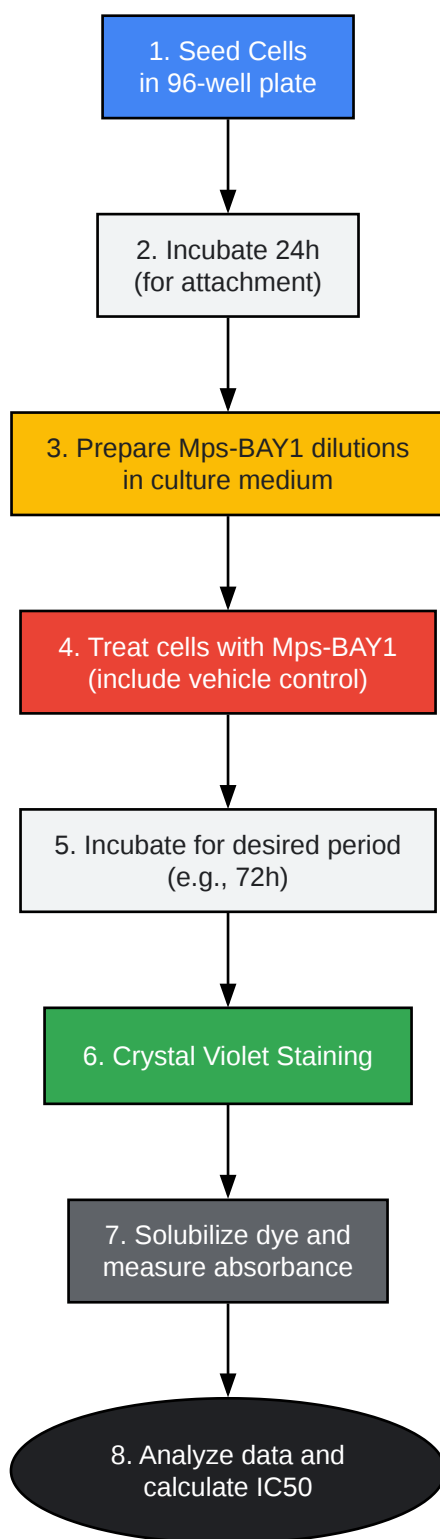 1. Seed Cells
in 96-well plate
2. Incubate 24h
(for attachment)
3. Prepare Mps-BAY1 dilutions
in culture medium
4. Treat cells with Mps-BAY1
(include vehicle control)
5. Incubate for desired period
(e.g., 72h)
6. Crystal Violet Staining
7. Solubilize dye and
measure absorbance
8. Analyze data and
calculate IC50